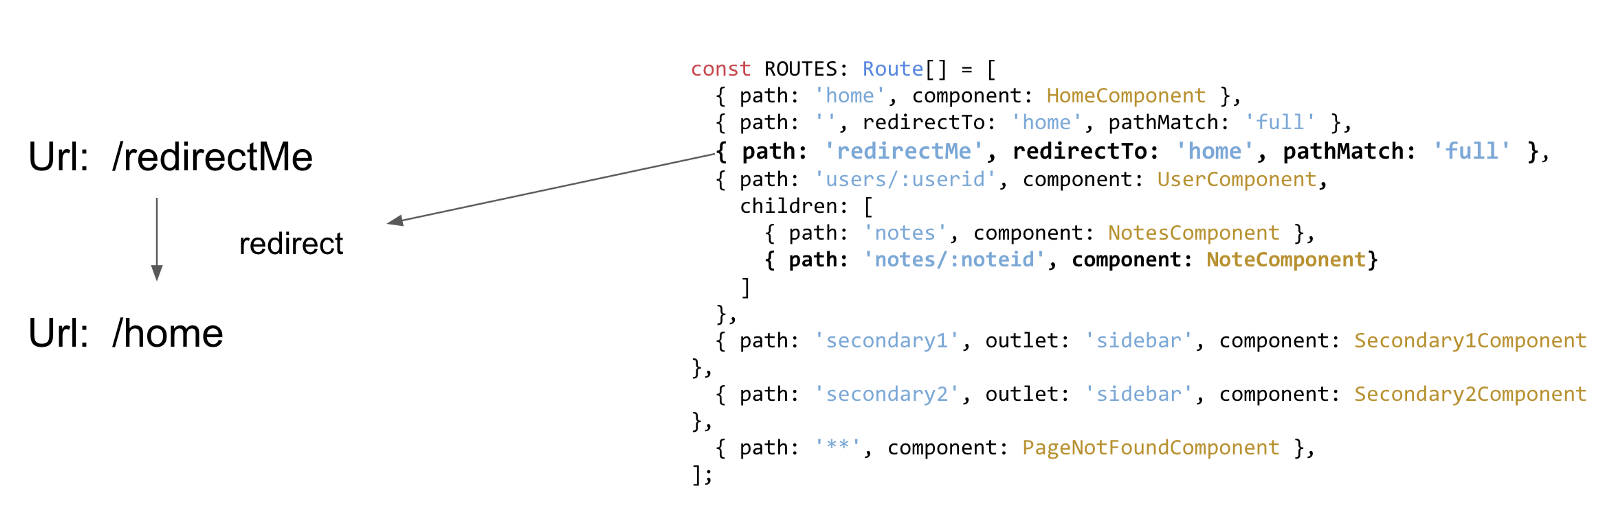 Url: /redirectMe
redirect
Url: /home
const ROUTES: Route[] = [
  { path: 'home', component: HomeComponent },
  { path: '', redirectTo: 'home', pathMatch: 'full' },
  { path: 'redirectMe', redirectTo: 'home', pathMatch: 'full' },
  { path: 'users/:userid', component: UserComponent,
    children: [
      { path: 'notes', component: NotesComponent },
      { path: 'notes/:noteid', component: NoteComponent}
    ]
  },
  { path: 'secondary1', outlet: 'sidebar', component: Secondary1Component
},
  { path: 'secondary2', outlet: 'sidebar', component: Secondary2Component
},
  { path: '**', component: PageNotFoundComponent },
];